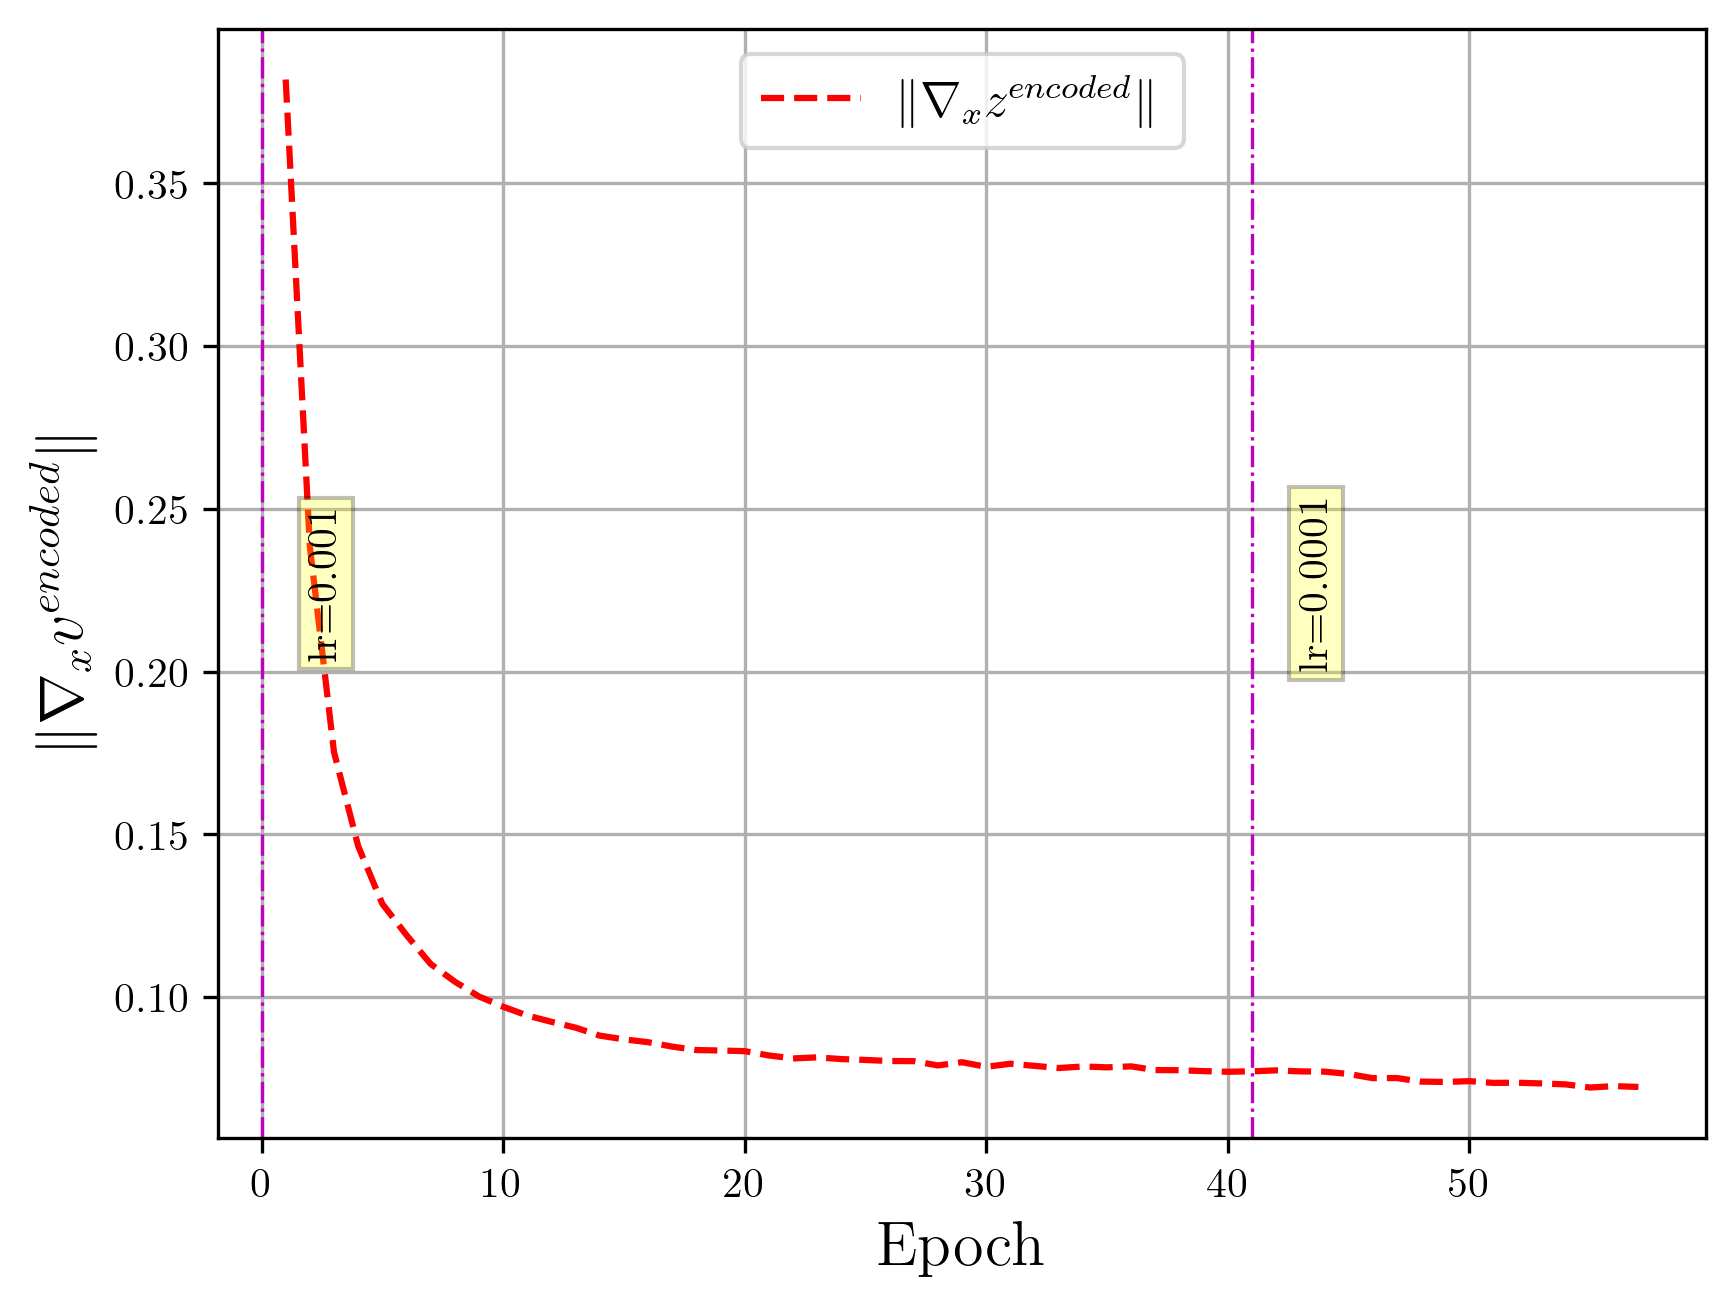 ‖∇ₓz^{encoded}‖
‖∇ₓv^{encoded}‖
0.35
0.30
0.25
0.20
0.15
0.10
lr=0.001
lr=0.0001
0 10 20 30 40 50
Epoch